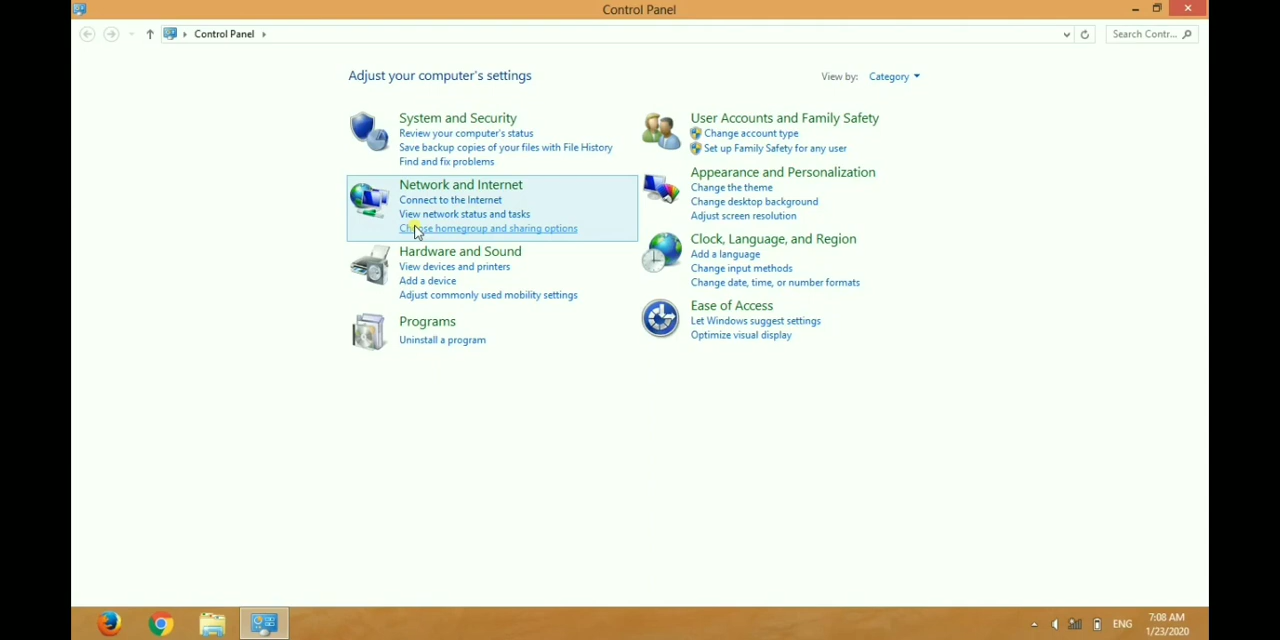 Control Panel
Control Panel
Search Contr...
Adjust your computer's settings
View by: Category
System and Security
Review your computer's status
Save backup copies of your files with File History
Find and fix problems
Network and Internet
Connect to the Internet
View network status and tasks
Choose homegroup and sharing options
Hardware and Sound
View devices and printers
Add a device
Adjust commonly used mobility settings
Programs
Uninstall a program
User Accounts and Family Safety
Change account type
Set up Family Safety for any user
Appearance and Personalization
Change the theme
Change desktop background
Adjust screen resolution
Clock, Language, and Region
Add a language
Change input methods
Change date, time, or number formats
Ease of Access
Let Windows suggest settings
Optimize visual display
ENG
7:08 AM
1/23/2020